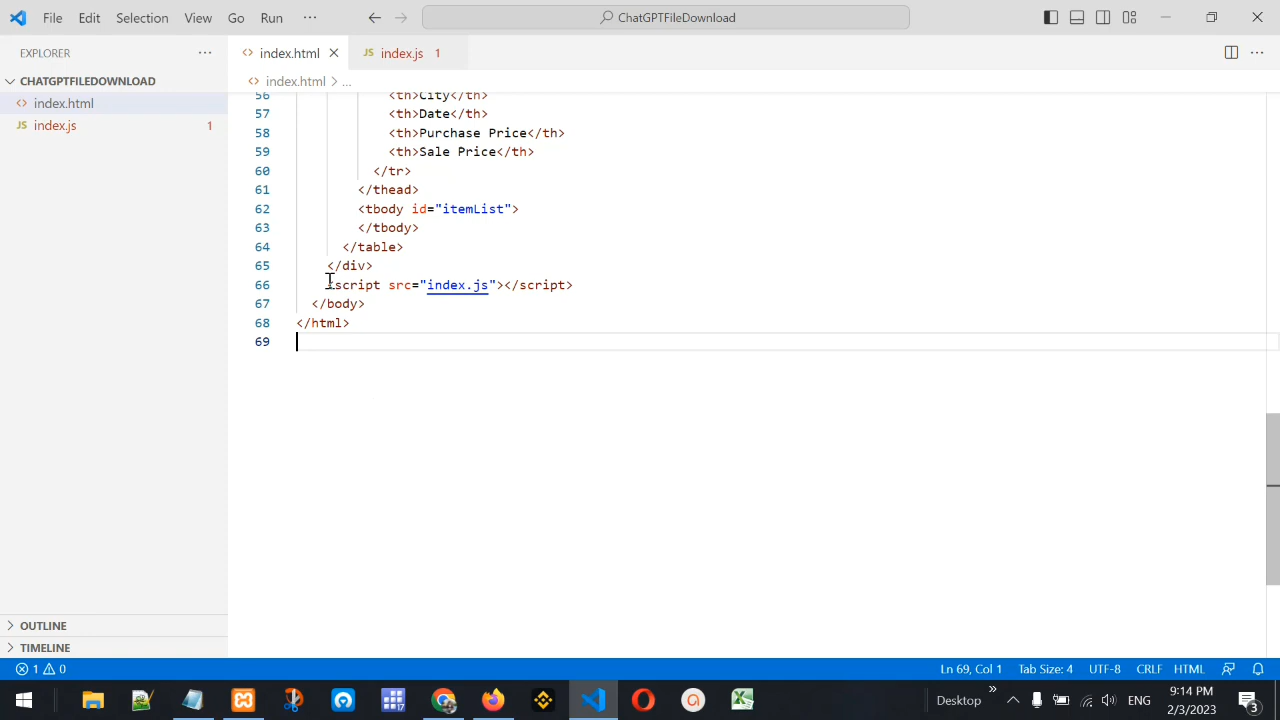 File Edit Selection View Go Run ··· ChatGPTFileDownload
EXPLORER ···
index.html
JS index.js 1
CHATGPTFILEDOWNLOAD
index.html > ...
index.html
JS index.js 1
56 <th>City</th>
57 <th>Date</th>
58 <th>Purchase Price</th>
59 <th>Sale Price</th>
60 </tr>
61 </thead>
62 <tbody id="itemList">
63 </tbody>
64 </table>
65 </div>
66 <script src="index.js"></script>
67 </body>
68 </html>
69
OUTLINE
TIMELINE
1 0 Ln 69, Col 1 Tab Size: 4 UTF-8 CRLF HTML
Desktop ENG 9:14 PM
2/3/2023 3
17